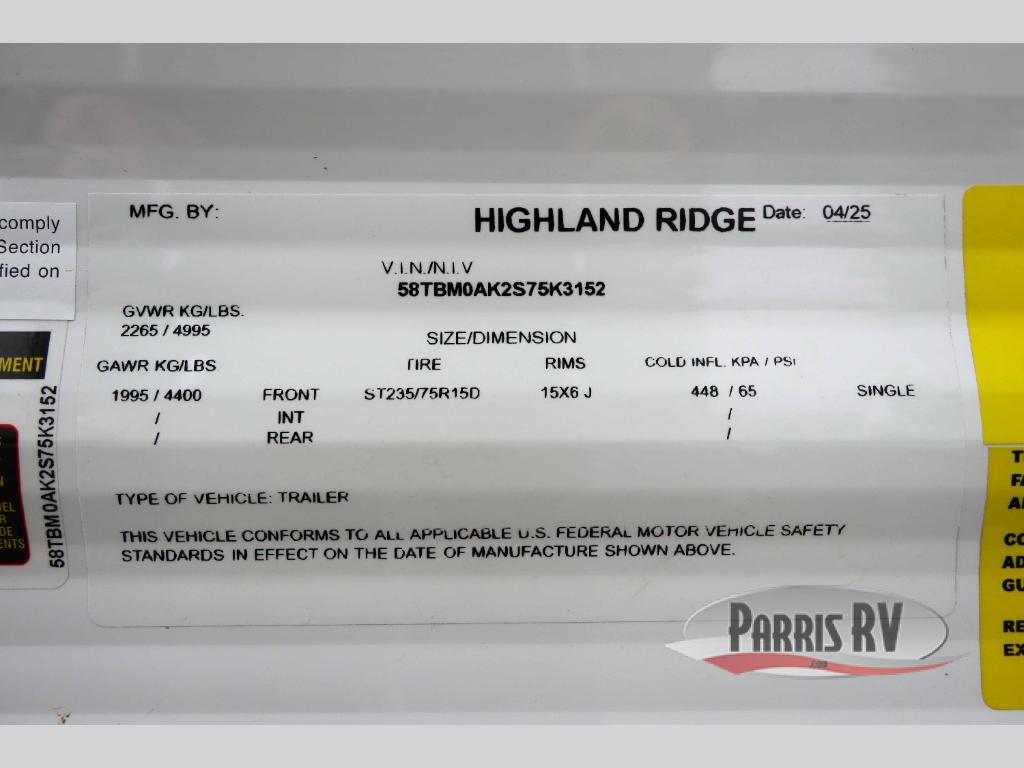 comply
Section
fied on
MENT
58TBM0AK2S75K3152
MFG. BY:
HIGHLAND RIDGE
Date: 04/25
V.I.N./N.I.V
58TBM0AK2S75K3152
GVWR KG/LBS.
2265 / 4995
SIZE/DIMENSION
GAWR KG/LBS TIRE RIMS COLD INFL. KPA / PSI
1995 / 4400 FRONT ST235/75R15D 15X6 J 448 / 65 SINGLE
/ INT /
/ REAR /
TYPE OF VEHICLE: TRAILER
THIS VEHICLE CONFORMS TO ALL APPLICABLE U.S. FEDERAL MOTOR VEHICLE SAFETY
STANDARDS IN EFFECT ON THE DATE OF MANUFACTURE SHOWN ABOVE.
PARRIS RV
.com